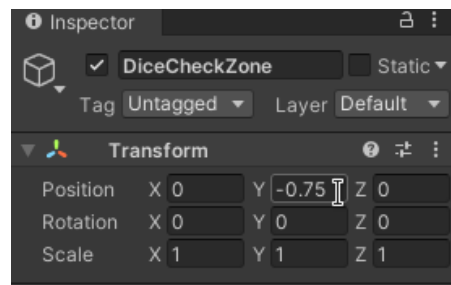 Inspector
DiceCheckZone Static
Tag Untagged Layer Default
Transform
Position X 0 Y -0.75 Z 0
Rotation X 0 Y 0 Z 0
Scale X 1 Y 1 Z 1